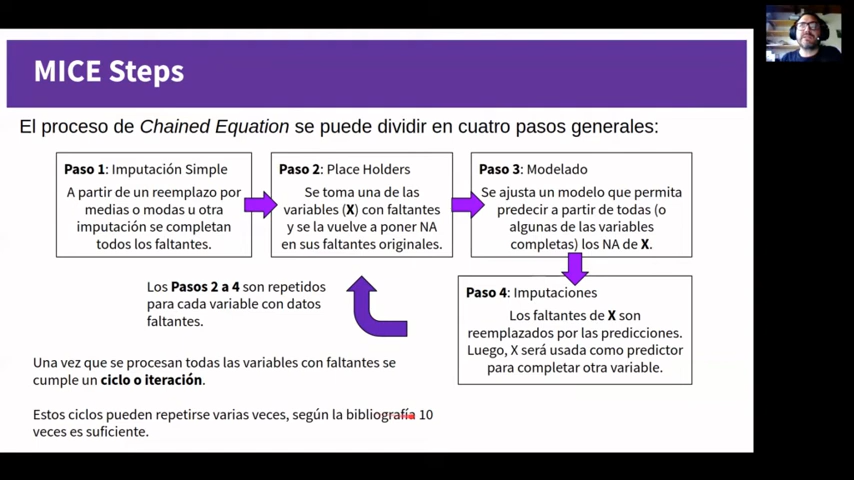 MICE Steps
El proceso de Chained Equation se puede dividir en cuatro pasos generales:
Paso 1: Imputación Simple
A partir de un reemplazo por
medias o modas u otra
imputación se completan
todos los faltantes.
Paso 2: Place Holders
Se toma una de las
variables (X) con faltantes
y se la vuelve a poner NA
en sus faltantes originales.
Paso 3: Modelado
Se ajusta un modelo que permita
predecir a partir de todas (o
algunas de las variables
completas) los NA de X.
Paso 4: Imputaciones
Los faltantes de X son
reemplazados por las predicciones.
Luego, X será usada como predictor
para completar otra variable.
Los Pasos 2 a 4 son repetidos
para cada variable con datos
faltantes.
Una vez que se procesan todas las variables con faltantes se
cumple un ciclo o iteración.
Estos ciclos pueden repetirse varias veces, según la bibliografía 10
veces es suficiente.